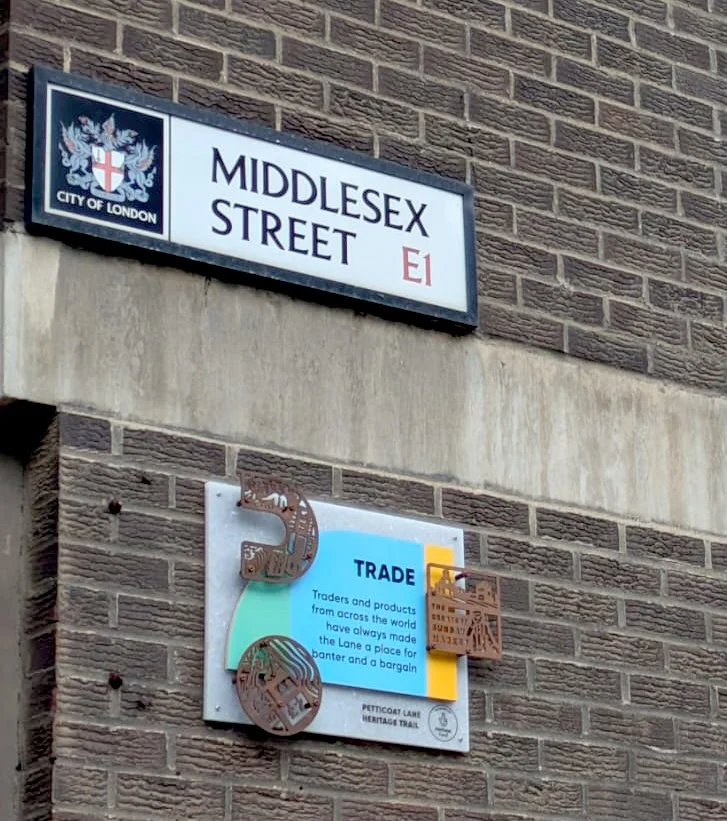 CITY OF LONDON
MIDDLESEX
STREET
E1
TRADE
Traders and products
from across the world
have always made
the Lane a place for
banter and a bargain
THE
PETTICOAT LANE
HERITAGE TRAIL